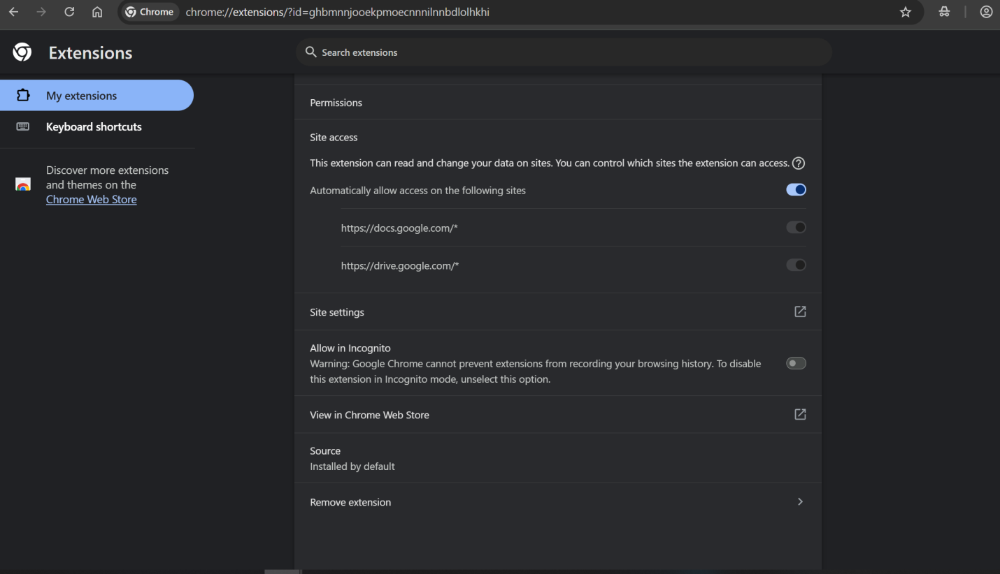 Chrome
chrome://extensions/?id=ghbmnnjooekpmoecnnnilnnbdlolhkhi
Extensions
Search extensions
My extensions
Keyboard shortcuts
Discover more extensions
and themes on the
Chrome Web Store
Permissions
Site access
This extension can read and change your data on sites. You can control which sites the extension can access.
Automatically allow access on the following sites
https://docs.google.com/*
https://drive.google.com/*
Site settings
Allow in Incognito
Warning: Google Chrome cannot prevent extensions from recording your browsing history. To disable
this extension in Incognito mode, unselect this option.
View in Chrome Web Store
Source
Installed by default
Remove extension